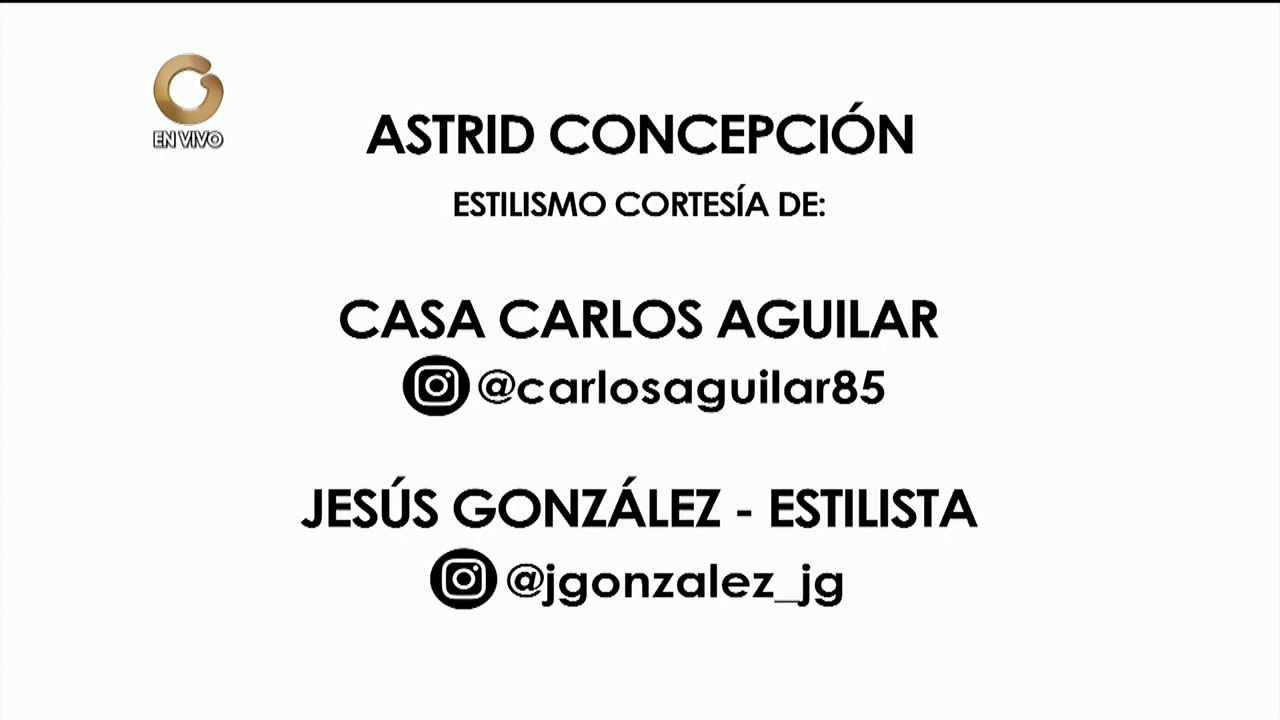 EN VIVO
ASTRID CONCEPCIÓN
ESTILISMO CORTESÍA DE:
CASA CARLOS AGUILAR
@carlosaguilar85
JESÚS GONZÁLEZ - ESTILISTA
@jgonzalez_jg